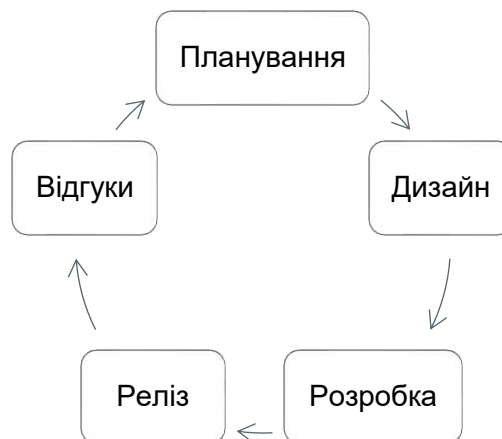 Планування
Дизайн
Розробка
Реліз
Відгуки